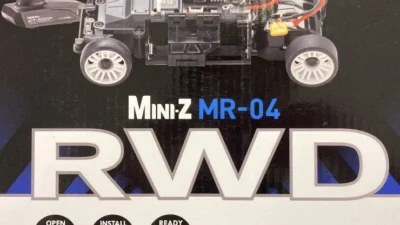 MINI-Z MR-04
RWD
OPEN INSTALL READY